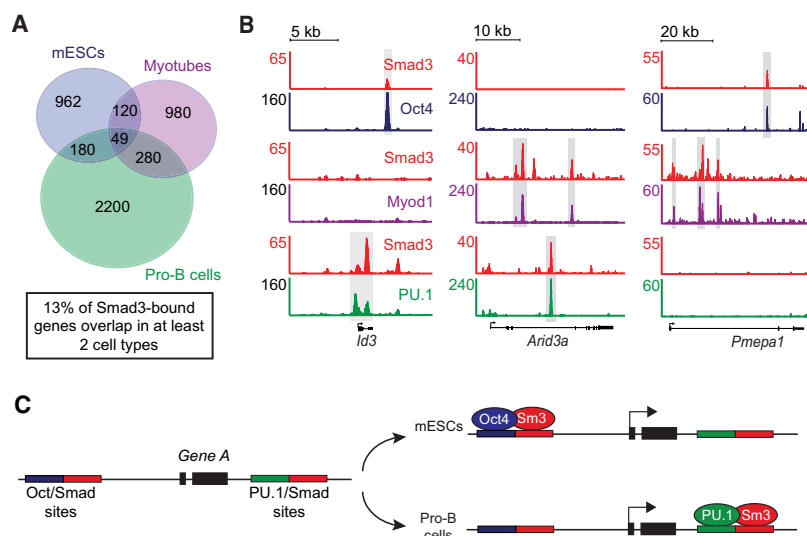 A
mESCs
Myotubes
962
120
980
49
180
280
2200
Pro-B cells
13% of Smad3-bound
genes overlap in at least
2 cell types
B
5 kb
10 kb
20 kb
65
Smad3
40
55
160
Oct4
240
60
Smad3
40
55
160
Myod1
240
60
65
Smad3
40
55
160
PU.1
240
60
Id3
Arid3a
Pmepa1
C
Gene A
Oct/Smad
sites
PU.1/Smad
sites
Oct4
Sm3
mESCs
PU.1
Sm3
Pro-B
cells